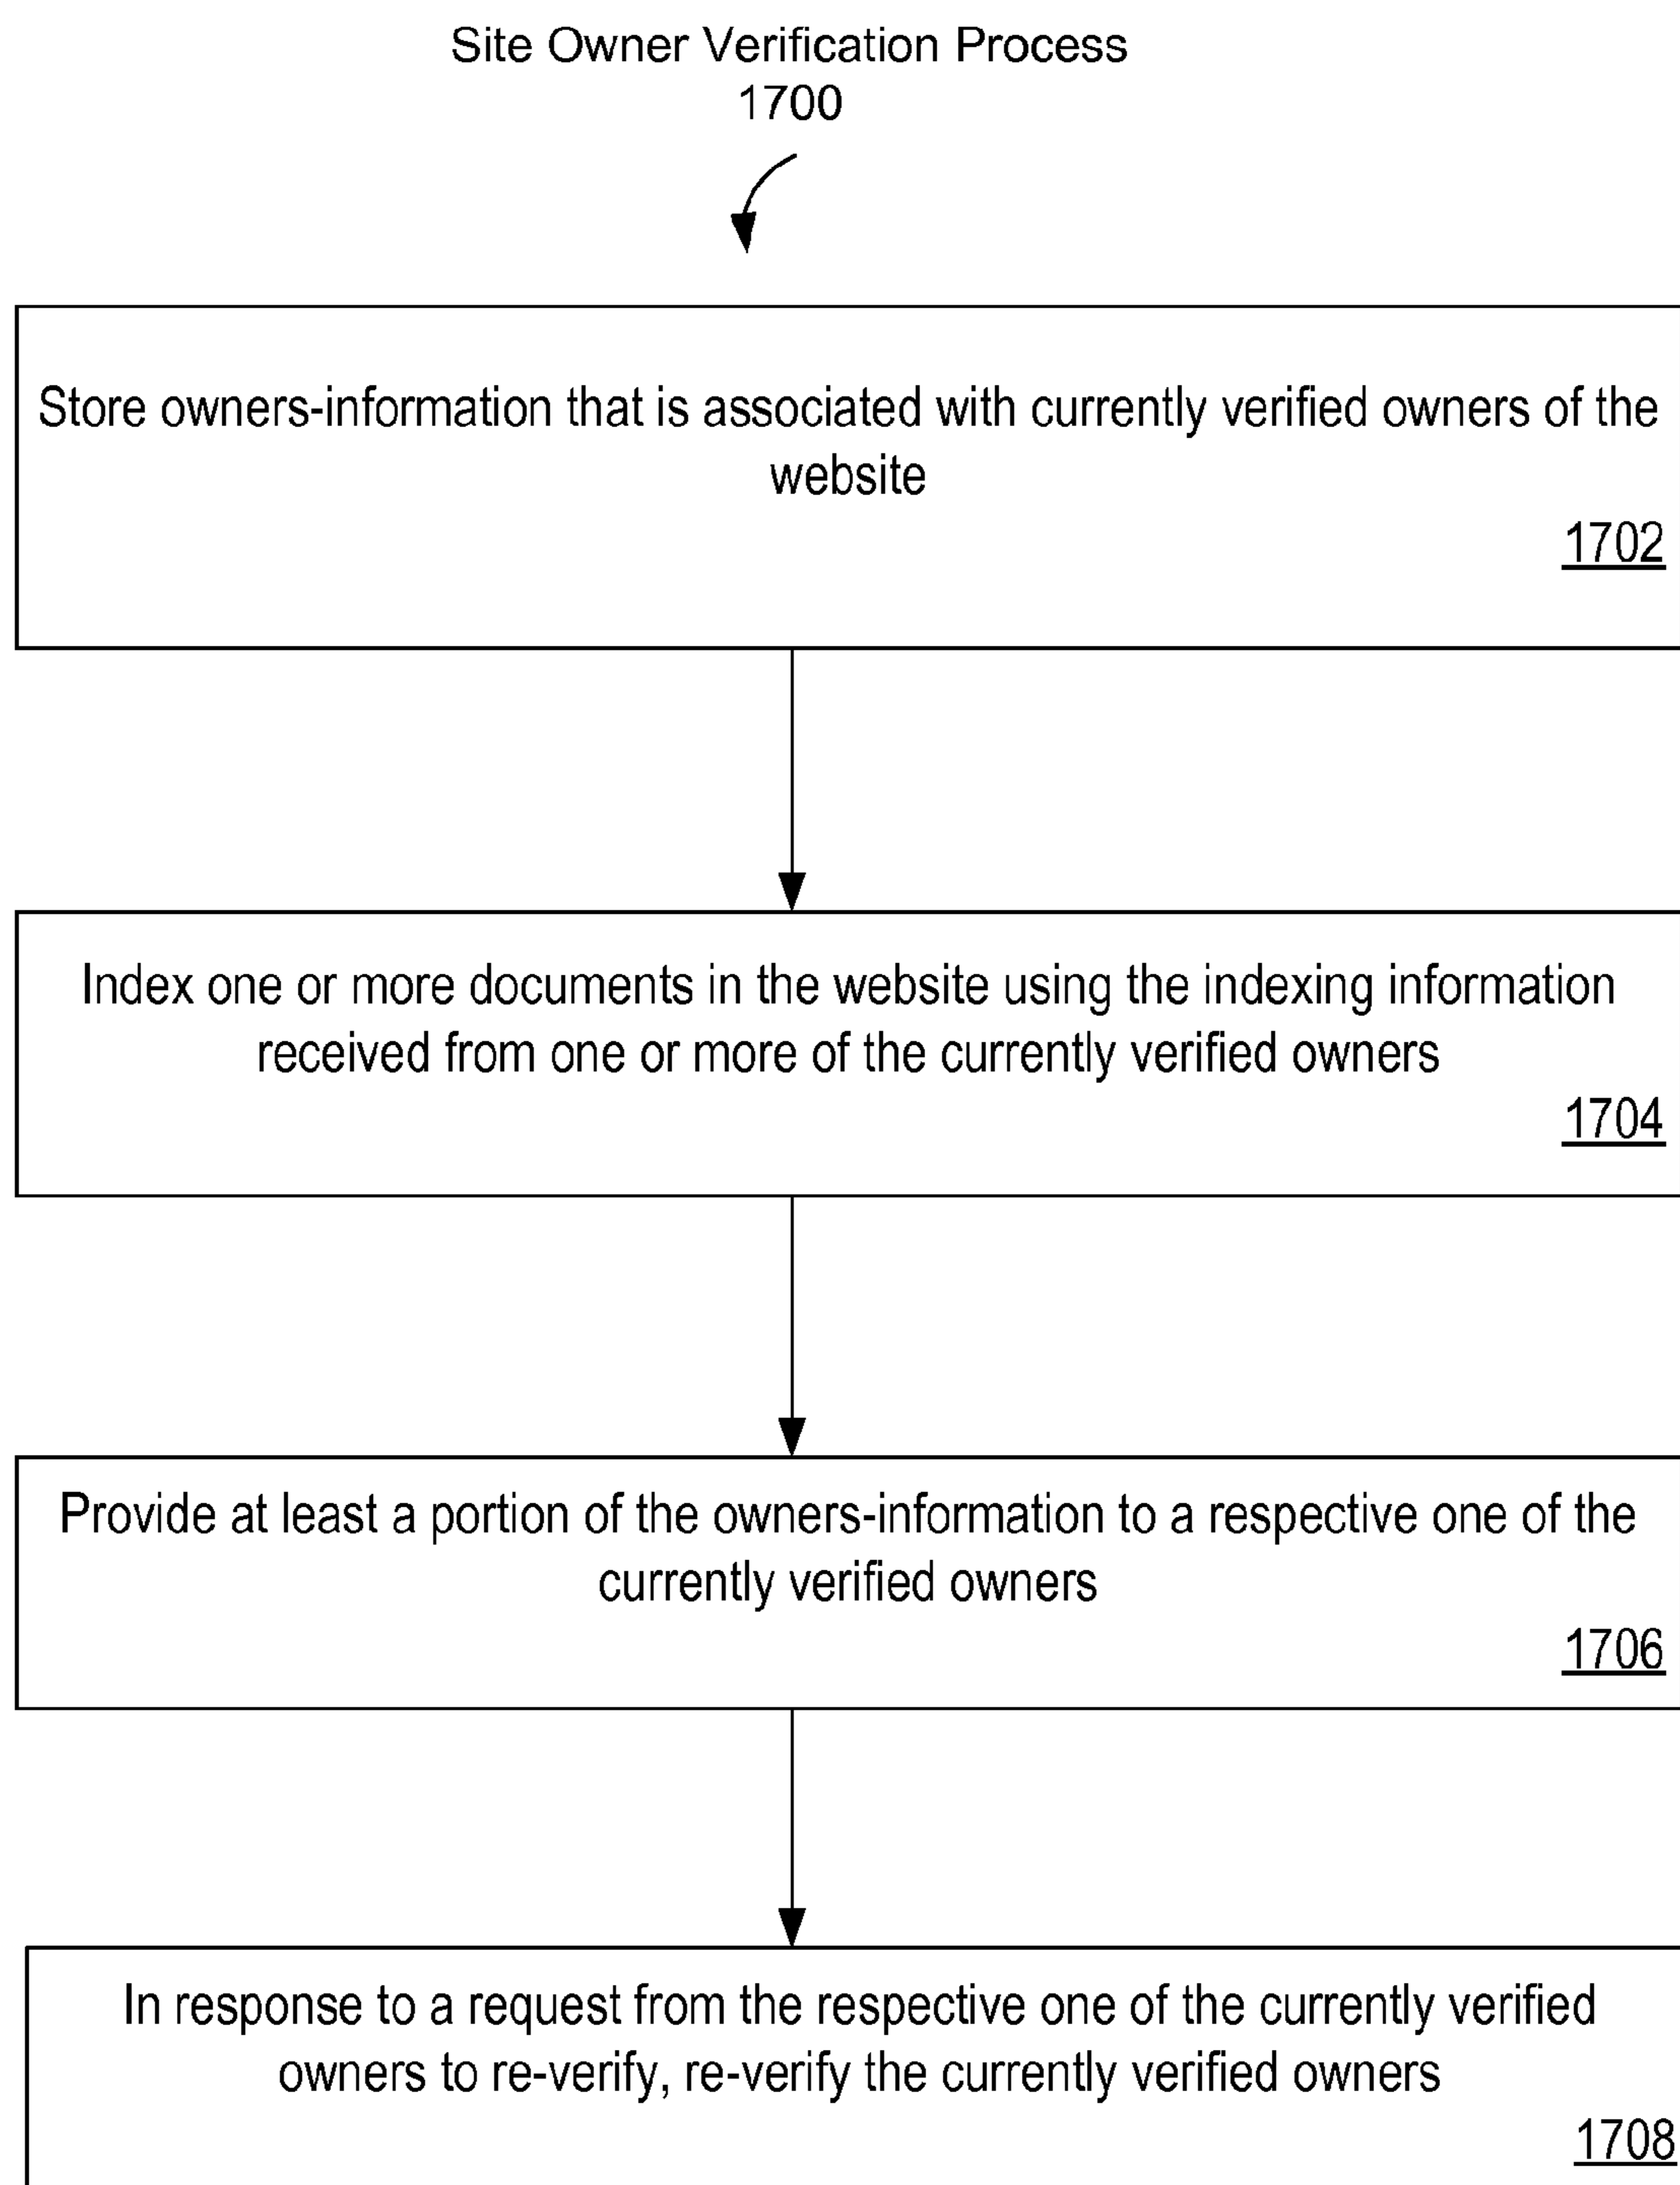 Site Owner Verification Process
1700
Store owners-information that is associated with currently verified owners of the
website
1702
Index one or more documents in the website using the indexing information
received from one or more of the currently verified owners
1704
Provide at least a portion of the owners-information to a respective one of the
currently verified owners
1706
In response to a request from the respective one of the currently verified
owners to re-verify, re-verify the currently verified owners
1708